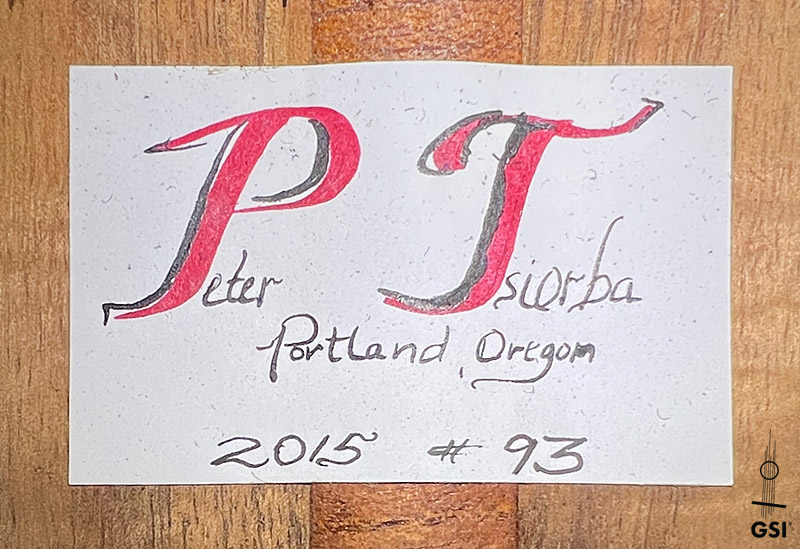 Peter Tsiorba
Portland, Oregon
2015 # 93
GSI